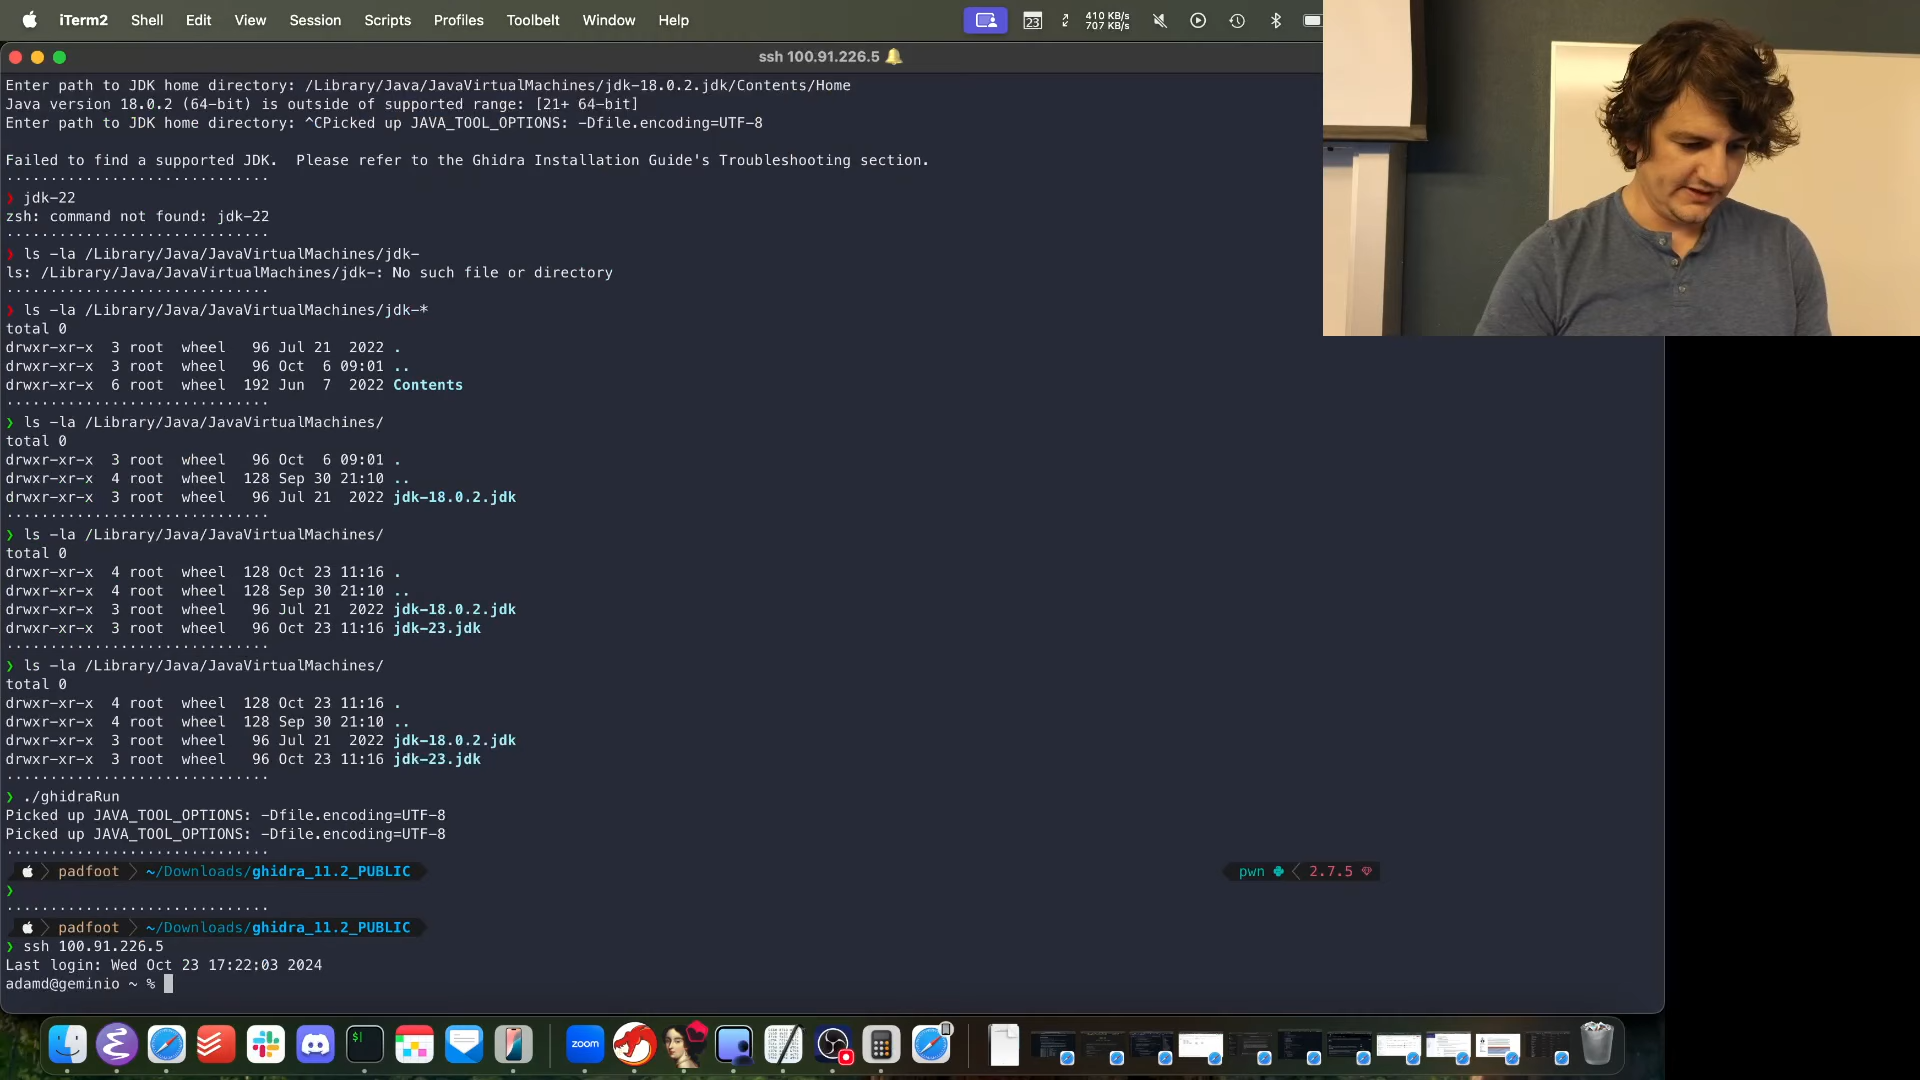 iTerm2 Shell Edit View Session Scripts Profiles Toolbelt Window Help 23 410 KB/s
707 KB/s
ssh 100.91.226.5
Enter path to JDK home directory: /Library/Java/JavaVirtualMachines/jdk-18.0.2.jdk/Contents/Home
Java version 18.0.2 (64-bit) is outside of supported range: [21+ 64-bit]
Enter path to JDK home directory: ^CPicked up JAVA_TOOL_OPTIONS: -Dfile.encoding=UTF-8
Failed to find a supported JDK.  Please refer to the Ghidra Installation Guide's Troubleshooting section.
..............................
❯ jdk-22
zsh: command not found: jdk-22
..............................
❯ ls -la /Library/Java/JavaVirtualMachines/jdk-
ls: /Library/Java/JavaVirtualMachines/jdk-: No such file or directory
..............................
❯ ls -la /Library/Java/JavaVirtualMachines/jdk-*
total 0
drwxr-xr-x  3 root  wheel   96 Jul 21  2022 .
drwxr-xr-x  3 root  wheel   96 Oct  6 09:01 ..
drwxr-xr-x  6 root  wheel  192 Jun  7  2022 Contents
..............................
❯ ls -la /Library/Java/JavaVirtualMachines/
total 0
drwxr-xr-x  3 root  wheel   96 Oct  6 09:01 .
drwxr-xr-x  4 root  wheel  128 Sep 30 21:10 ..
drwxr-xr-x  3 root  wheel   96 Jul 21  2022 jdk-18.0.2.jdk
..............................
❯ ls -la /Library/Java/JavaVirtualMachines/
total 0
drwxr-xr-x  4 root  wheel  128 Oct 23 11:16 .
drwxr-xr-x  4 root  wheel  128 Sep 30 21:10 ..
drwxr-xr-x  3 root  wheel   96 Jul 21  2022 jdk-18.0.2.jdk
drwxr-xr-x  3 root  wheel   96 Oct 23 11:16 jdk-23.jdk
..............................
❯ ls -la /Library/Java/JavaVirtualMachines/
total 0
drwxr-xr-x  4 root  wheel  128 Oct 23 11:16 .
drwxr-xr-x  4 root  wheel  128 Sep 30 21:10 ..
drwxr-xr-x  3 root  wheel   96 Jul 21  2022 jdk-18.0.2.jdk
drwxr-xr-x  3 root  wheel   96 Oct 23 11:16 jdk-23.jdk
..............................
❯ ./ghidraRun
Picked up JAVA_TOOL_OPTIONS: -Dfile.encoding=UTF-8
Picked up JAVA_TOOL_OPTIONS: -Dfile.encoding=UTF-8
..............................
padfoot ~/Downloads/ghidra_11.2_PUBLIC pwn 2.7.5
❯
..............................
padfoot ~/Downloads/ghidra_11.2_PUBLIC
❯ ssh 100.91.226.5
Last login: Wed Oct 23 17:22:03 2024
adamd@geminio ~ %
$| zoom